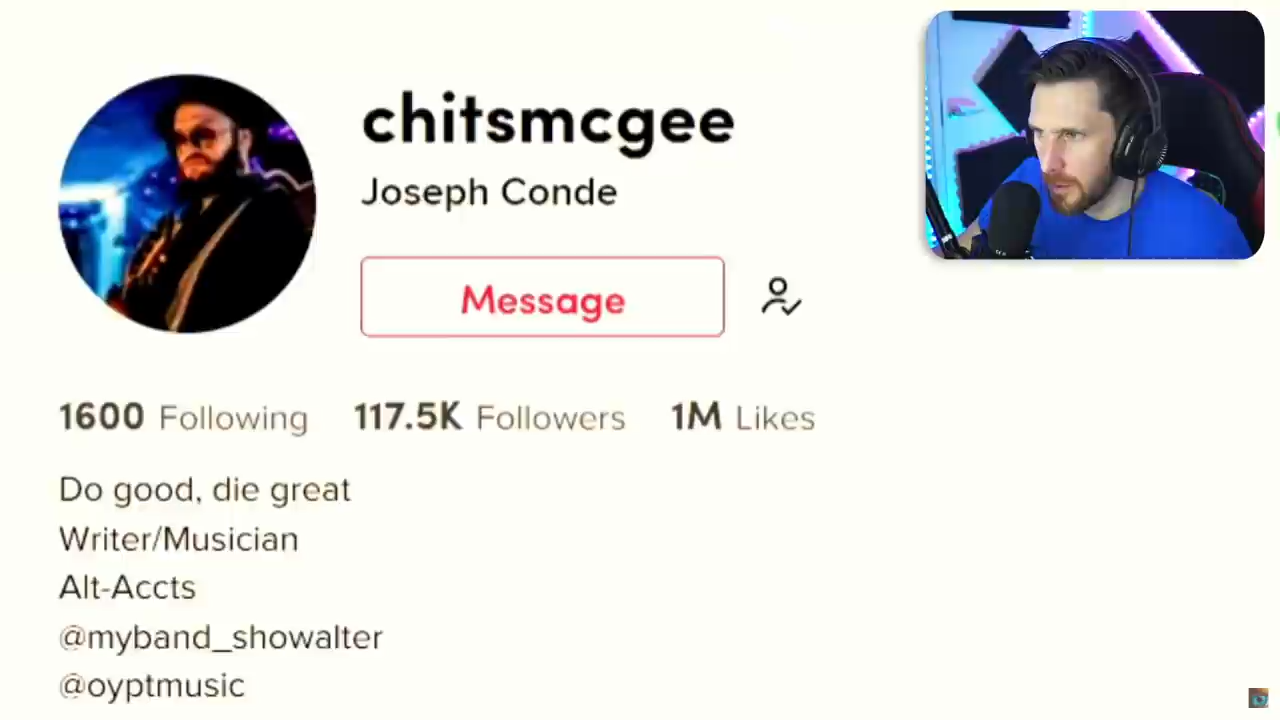 chitsmcgee
Joseph Conde
Message
1600 Following 117.5K Followers 1M Likes
Do good, die great
Writer/Musician
Alt-Accts
@myband_showalter
@oyptmusic